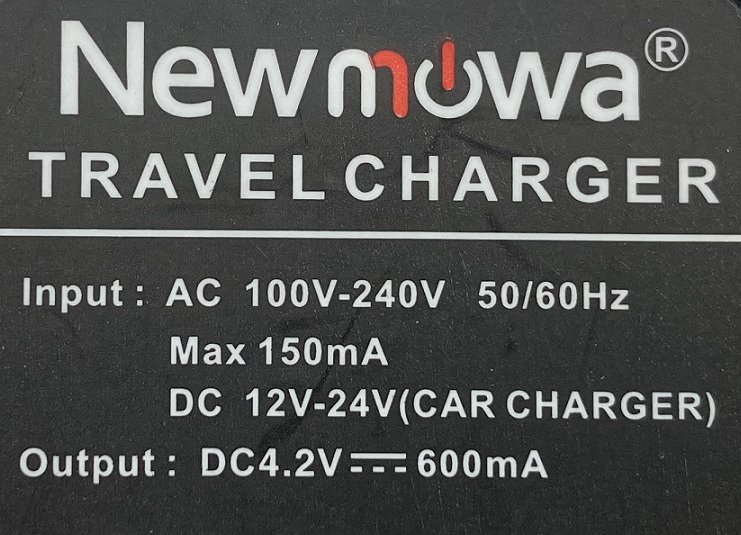 Newmowa®
TRAVEL CHARGER
Input : AC 100V-240V 50/60Hz
Max 150mA
DC 12V-24V(CAR CHARGER)
Output : DC4.2V⎓600mA